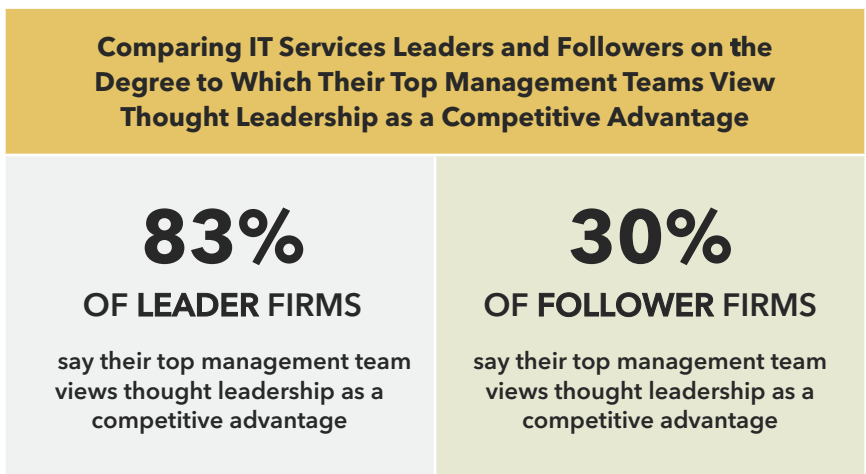 Comparing IT Services Leaders and Followers on the
Degree to Which Their Top Management Teams View
Thought Leadership as a Competitive Advantage
83%
OF LEADER FIRMS
say their top management team
views thought leadership as a
competitive advantage
30%
OF FOLLOWER FIRMS
say their top management team
views thought leadership as a
competitive advantage